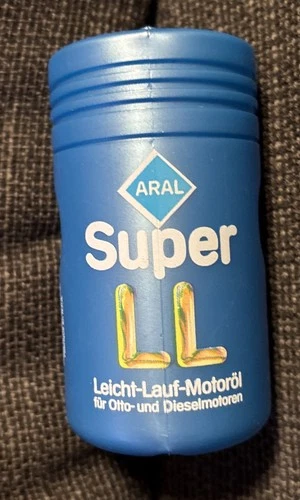 ARAL
Super
LL
Leicht-Lauf-Motoröl
für Otto- und Dieselmotoren